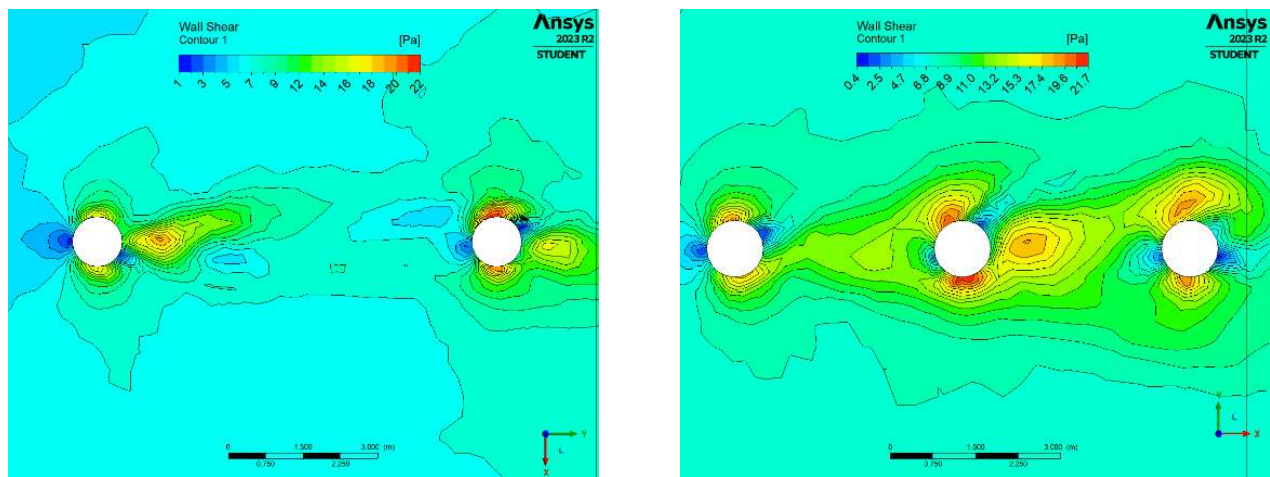 Wall Shear
Contour 1
[Pa]
1 3 5 7 9 12 14 16 18 20 22
Ansys
2023 R2
STUDENT
0 1.500 3.000 (m)
0.750 2.250
Y
X
Wall Shear
Contour 1
[Pa]
0.4 2.5 4.7 6.8 8.9 11.0 13.2 15.3 17.4 19.6 21.7
Ansys
2023 R2
STUDENT
0 1.500 3.000 (m)
0.750 2.250
Y
X